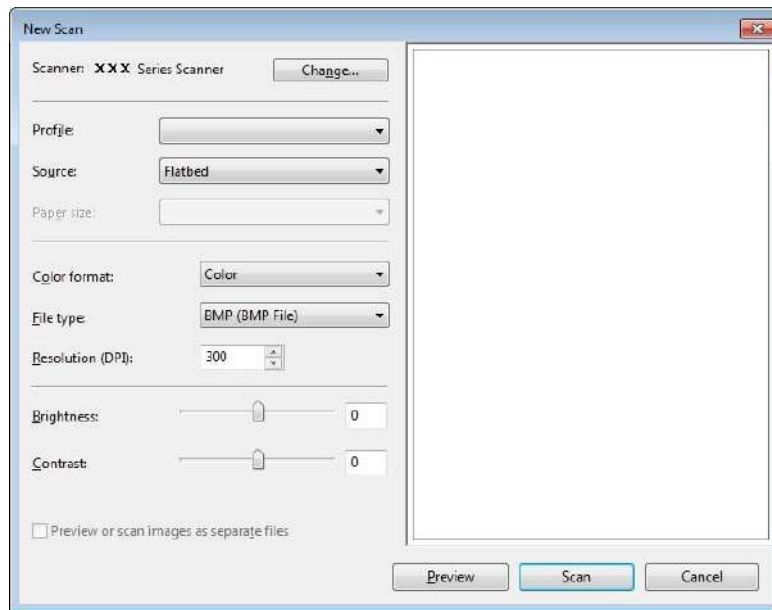 New Scan
Scanner: XXX Series Scanner Change...
Profile:
Source: Flatbed
Paper size:
Color format: Color
File type: BMP (BMP File)
Resolution (DPI): 300
Brightness: 0
Contrast: 0
Preview or scan images as separate files
Preview Scan Cancel